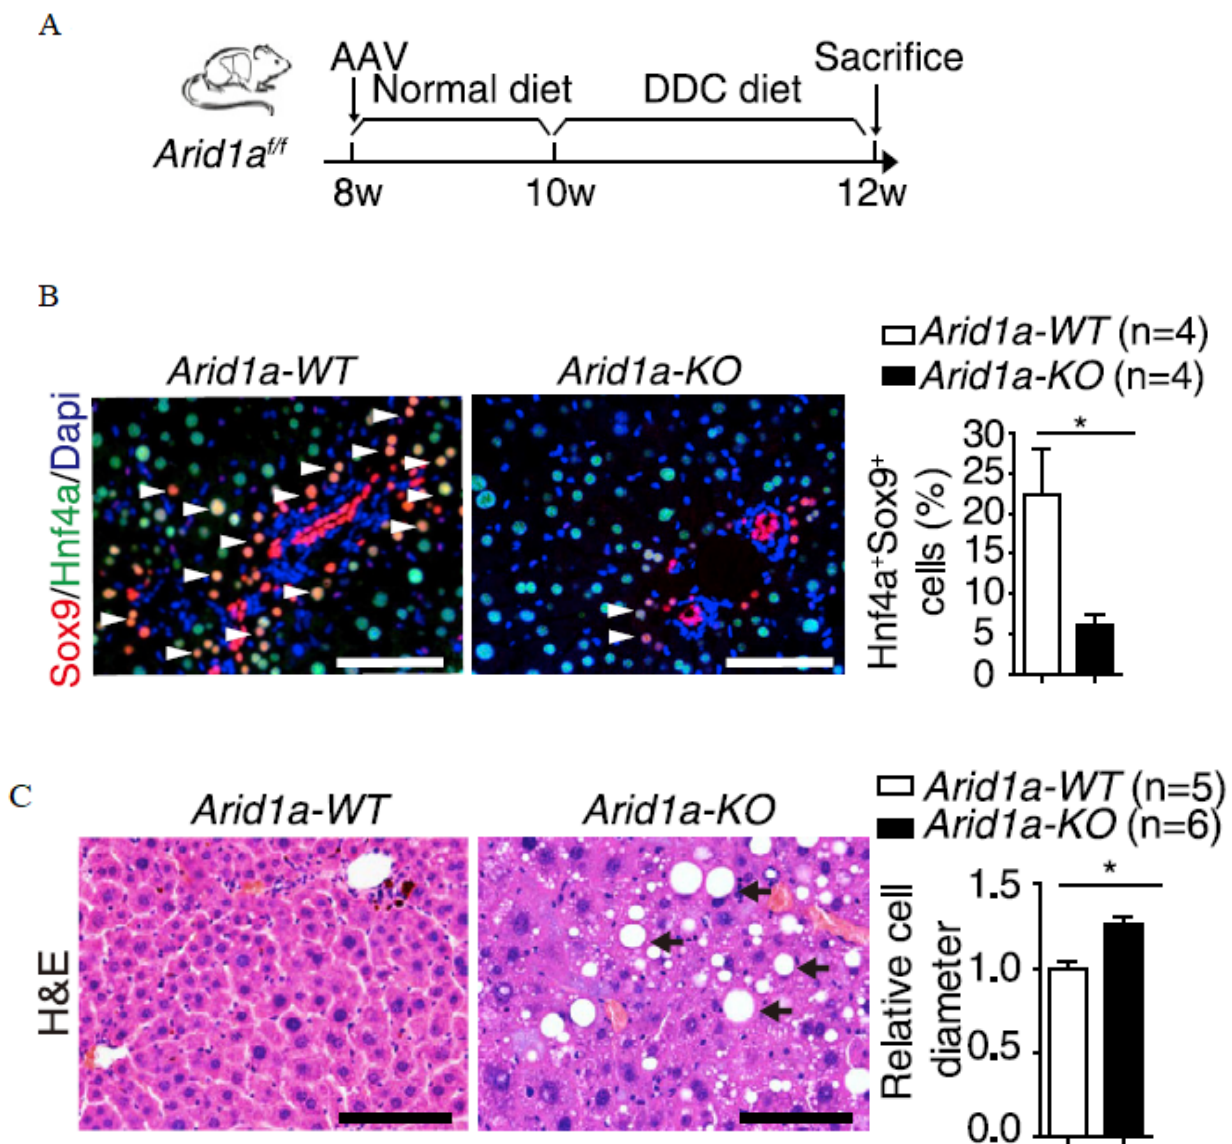 A
AAV
Sacrifice
Normal diet
DDC diet
Arid1a^f/f
8w
10w
12w
B
Arid1a-WT (n=4)
Arid1a-KO (n=4)
Arid1a-WT
Arid1a-KO
Sox9/Hnf4a/Dapi
*
Hnf4a⁺Sox9⁺
cells (%)
30
25
20
15
10
5
0
C
Arid1a-WT (n=5)
Arid1a-KO (n=6)
Arid1a-WT
Arid1a-KO
H&E
*
Relative cell
diameter
1.5
1.0
0.5
0.0